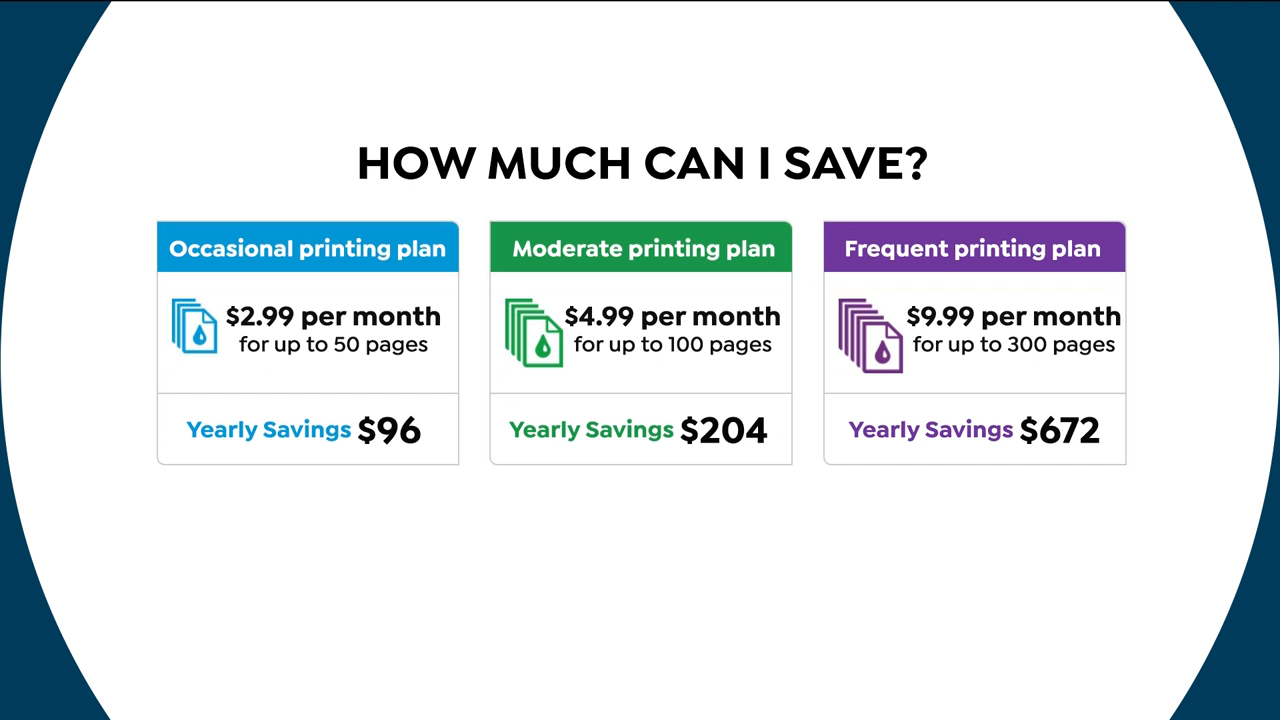 HOW MUCH CAN I SAVE?
Occasional printing plan
$2.99 per month
for up to 50 pages
Yearly Savings $96
Moderate printing plan
$4.99 per month
for up to 100 pages
Yearly Savings $204
Frequent printing plan
$9.99 per month
for up to 300 pages
Yearly Savings $672